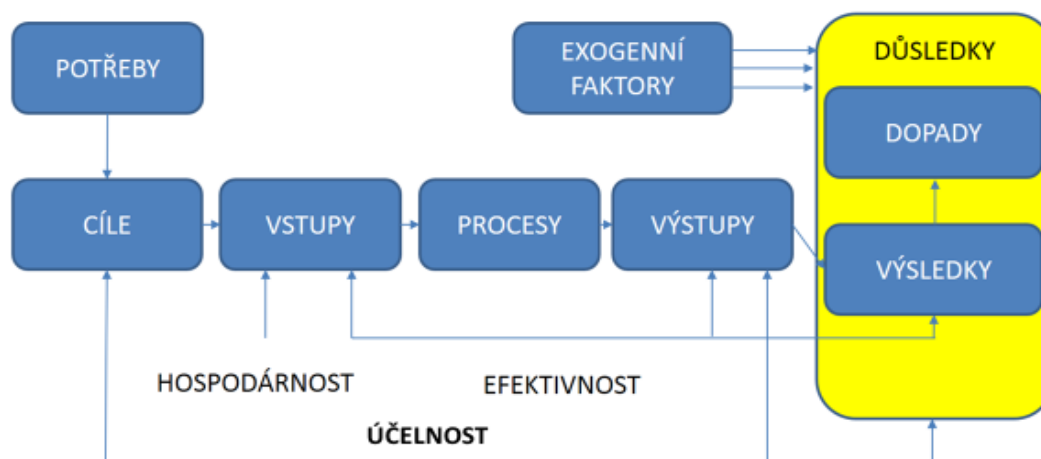 POTŘEBY
EXOGENNÍ
FAKTORY
DŮSLEDKY
DOPADY
CÍLE
VSTUPY
PROCESY
VÝSTUPY
VÝSLEDKY
HOSPODÁRNOST
EFEKTIVNOST
ÚČELNOST